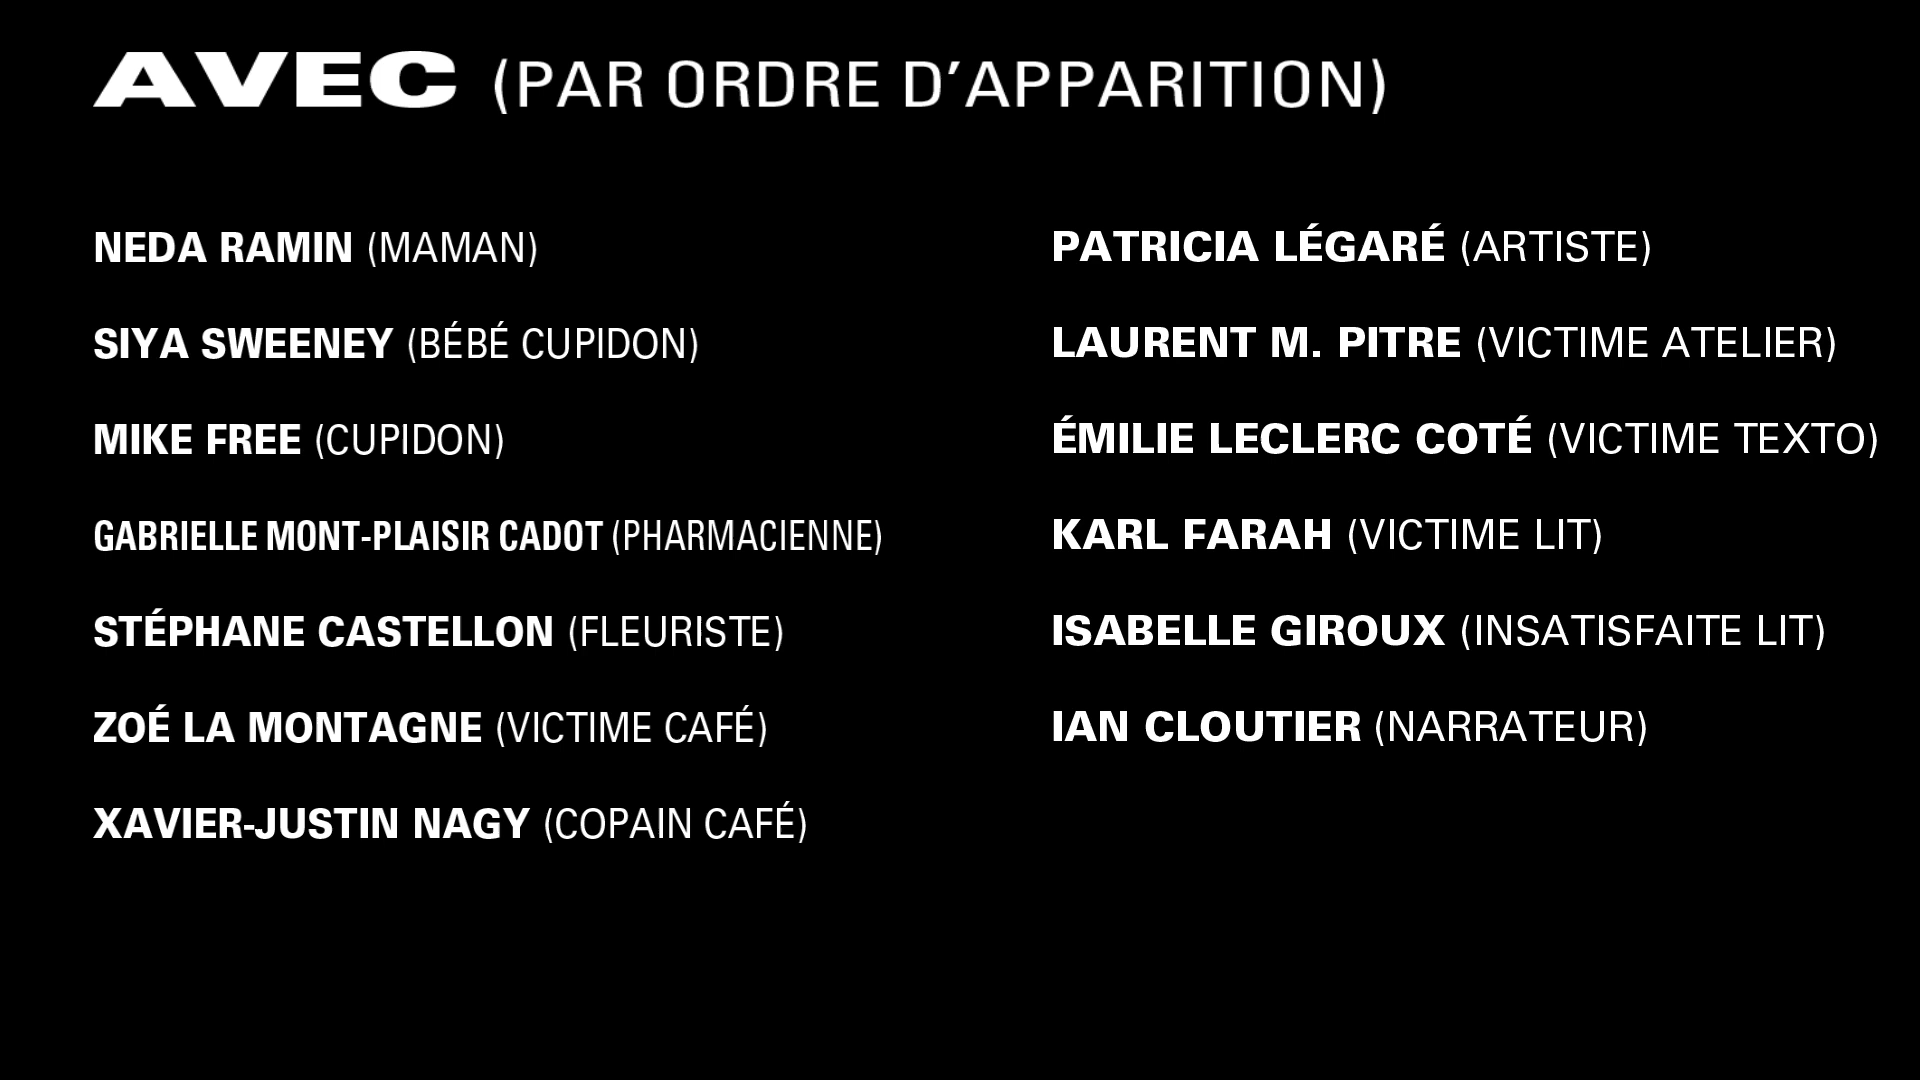 AVEC (PAR ORDRE D’APPARITION)
NEDA RAMIN (MAMAN)
SIYA SWEENEY (BÉBÉ CUPIDON)
MIKE FREE (CUPIDON)
GABRIELLE MONT-PLAISIR CADOT (PHARMACIENNE)
STÉPHANE CASTELLON (FLEURISTE)
ZOÉ LA MONTAGNE (VICTIME CAFÉ)
XAVIER-JUSTIN NAGY (COPAIN CAFÉ)
PATRICIA LÉGARÉ (ARTISTE)
LAURENT M. PITRE (VICTIME ATELIER)
ÉMILIE LECLERC COTÉ (VICTIME TEXTO)
KARL FARAH (VICTIME LIT)
ISABELLE GIROUX (INSATISFAITE LIT)
IAN CLOUTIER (NARRATEUR)